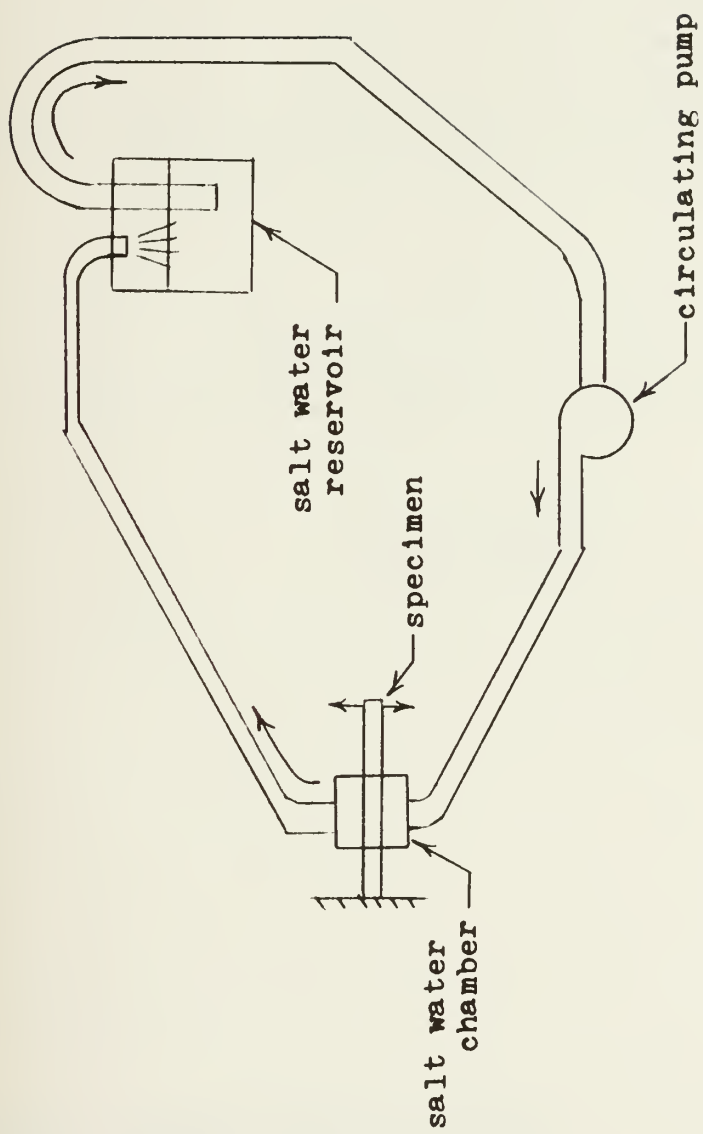 salt water
reservoir
specimen
salt water
chamber
circulating pump